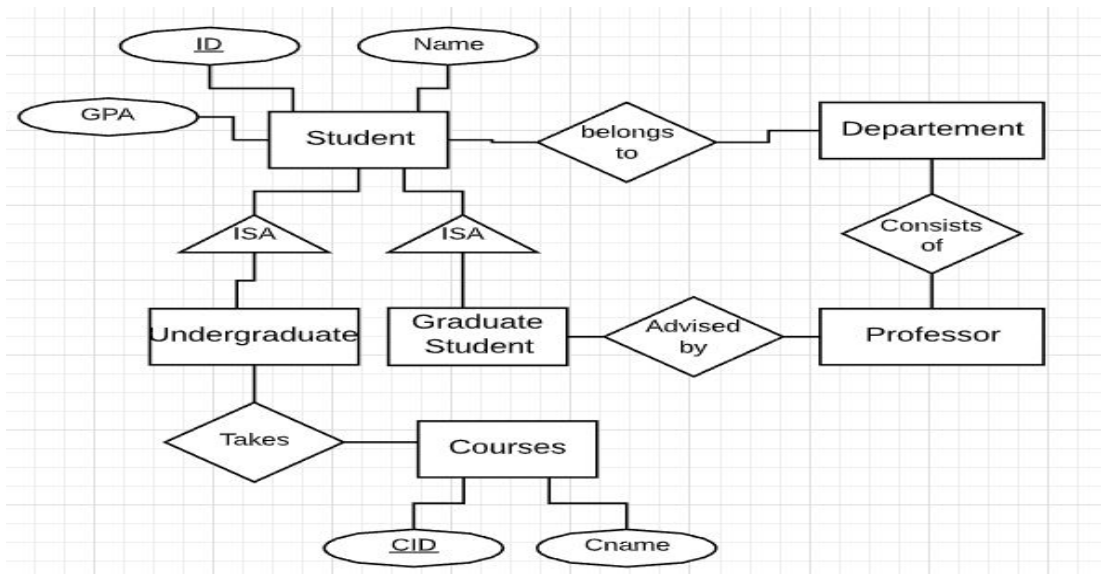 ID
Name
GPA
Student
belongs
to
Departement
ISA
ISA
Consists
of
Undergraduate
Graduate
Student
Advised
by
Professor
Takes
Courses
CID
Cname